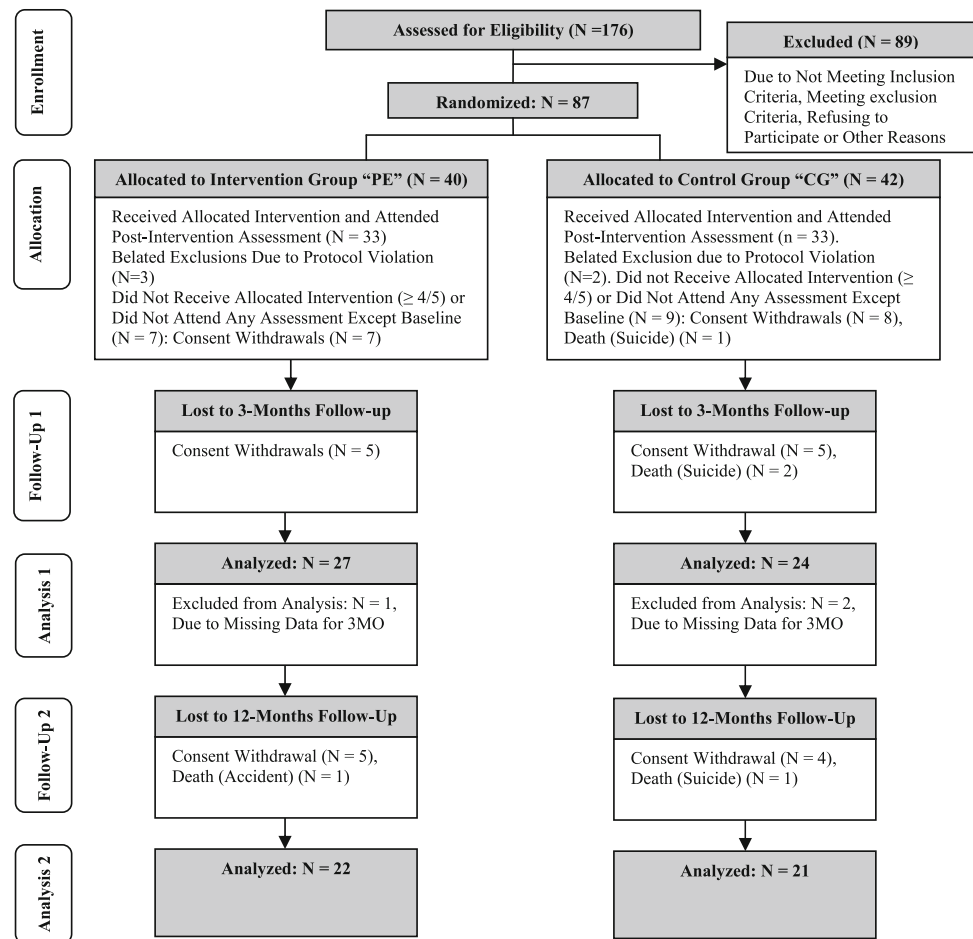 Enrollment
Assessed for Eligibility (N =176)
Excluded (N = 89)
Due to Not Meeting Inclusion
Criteria, Meeting exclusion
Criteria, Refusing to
Participate or Other Reasons
Randomized: N = 87
Allocation
Allocated to Intervention Group “PE” (N = 40)
Received Allocated Intervention and Attended
Post-Intervention Assessment (N = 33)
Belated Exclusions Due to Protocol Violation
(N=3)
Did Not Receive Allocated Intervention (≥ 4/5) or
Did Not Attend Any Assessment Except Baseline
(N = 7): Consent Withdrawals (N = 7)
Allocated to Control Group “CG” (N = 42)
Received Allocated Intervention and Attended
Post-Intervention Assessment (n = 33).
Belated Exclusion due to Protocol Violation
(N=2). Did not Receive Allocated Intervention (≥
4/5) or Did Not Attend Any Assessment Except
Baseline (N = 9): Consent Withdrawals (N = 8),
Death (Suicide) (N = 1)
Follow-Up 1
Lost to 3-Months Follow-up
Consent Withdrawals (N = 5)
Lost to 3-Months Follow-up
Consent Withdrawal (N = 5),
Death (Suicide) (N = 2)
Analysis 1
Analyzed: N = 27
Excluded from Analysis: N = 1,
Due to Missing Data for 3MO
Analyzed: N = 24
Excluded from Analysis: N = 2,
Due to Missing Data for 3MO
Follow-Up 2
Lost to 12-Months Follow-Up
Consent Withdrawal (N = 5),
Death (Accident) (N = 1)
Lost to 12-Months Follow-Up
Consent Withdrawal (N = 4),
Death (Suicide) (N = 1)
Analysis 2
Analyzed: N = 22
Analyzed: N = 21